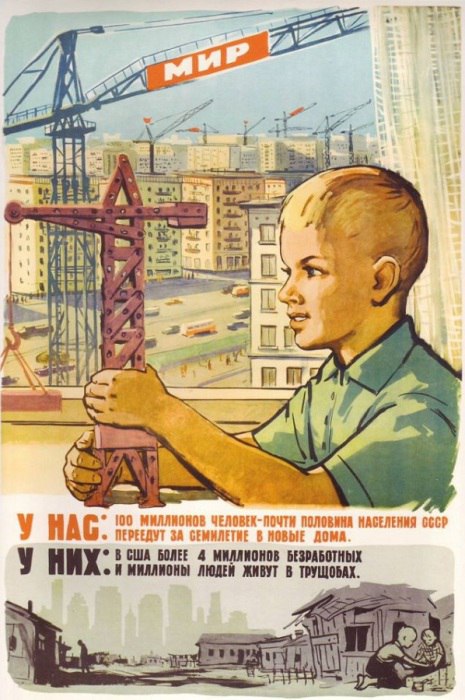 МИР
У НАС: 100 МИЛЛИОНОВ ЧЕЛОВЕК-ПОЧТИ ПОЛОВИНА НАСЕЛЕНИЯ СССР
ПЕРЕЕДУТ ЗА СЕМИЛЕТИЕ В НОВЫЕ ДОМА.
У НИХ: В США БОЛЕЕ 4 МИЛЛИОНОВ БЕЗРАБОТНЫХ
И МИЛЛИОНЫ ЛЮДЕЙ ЖИВУТ В ТРУЩОБАХ.